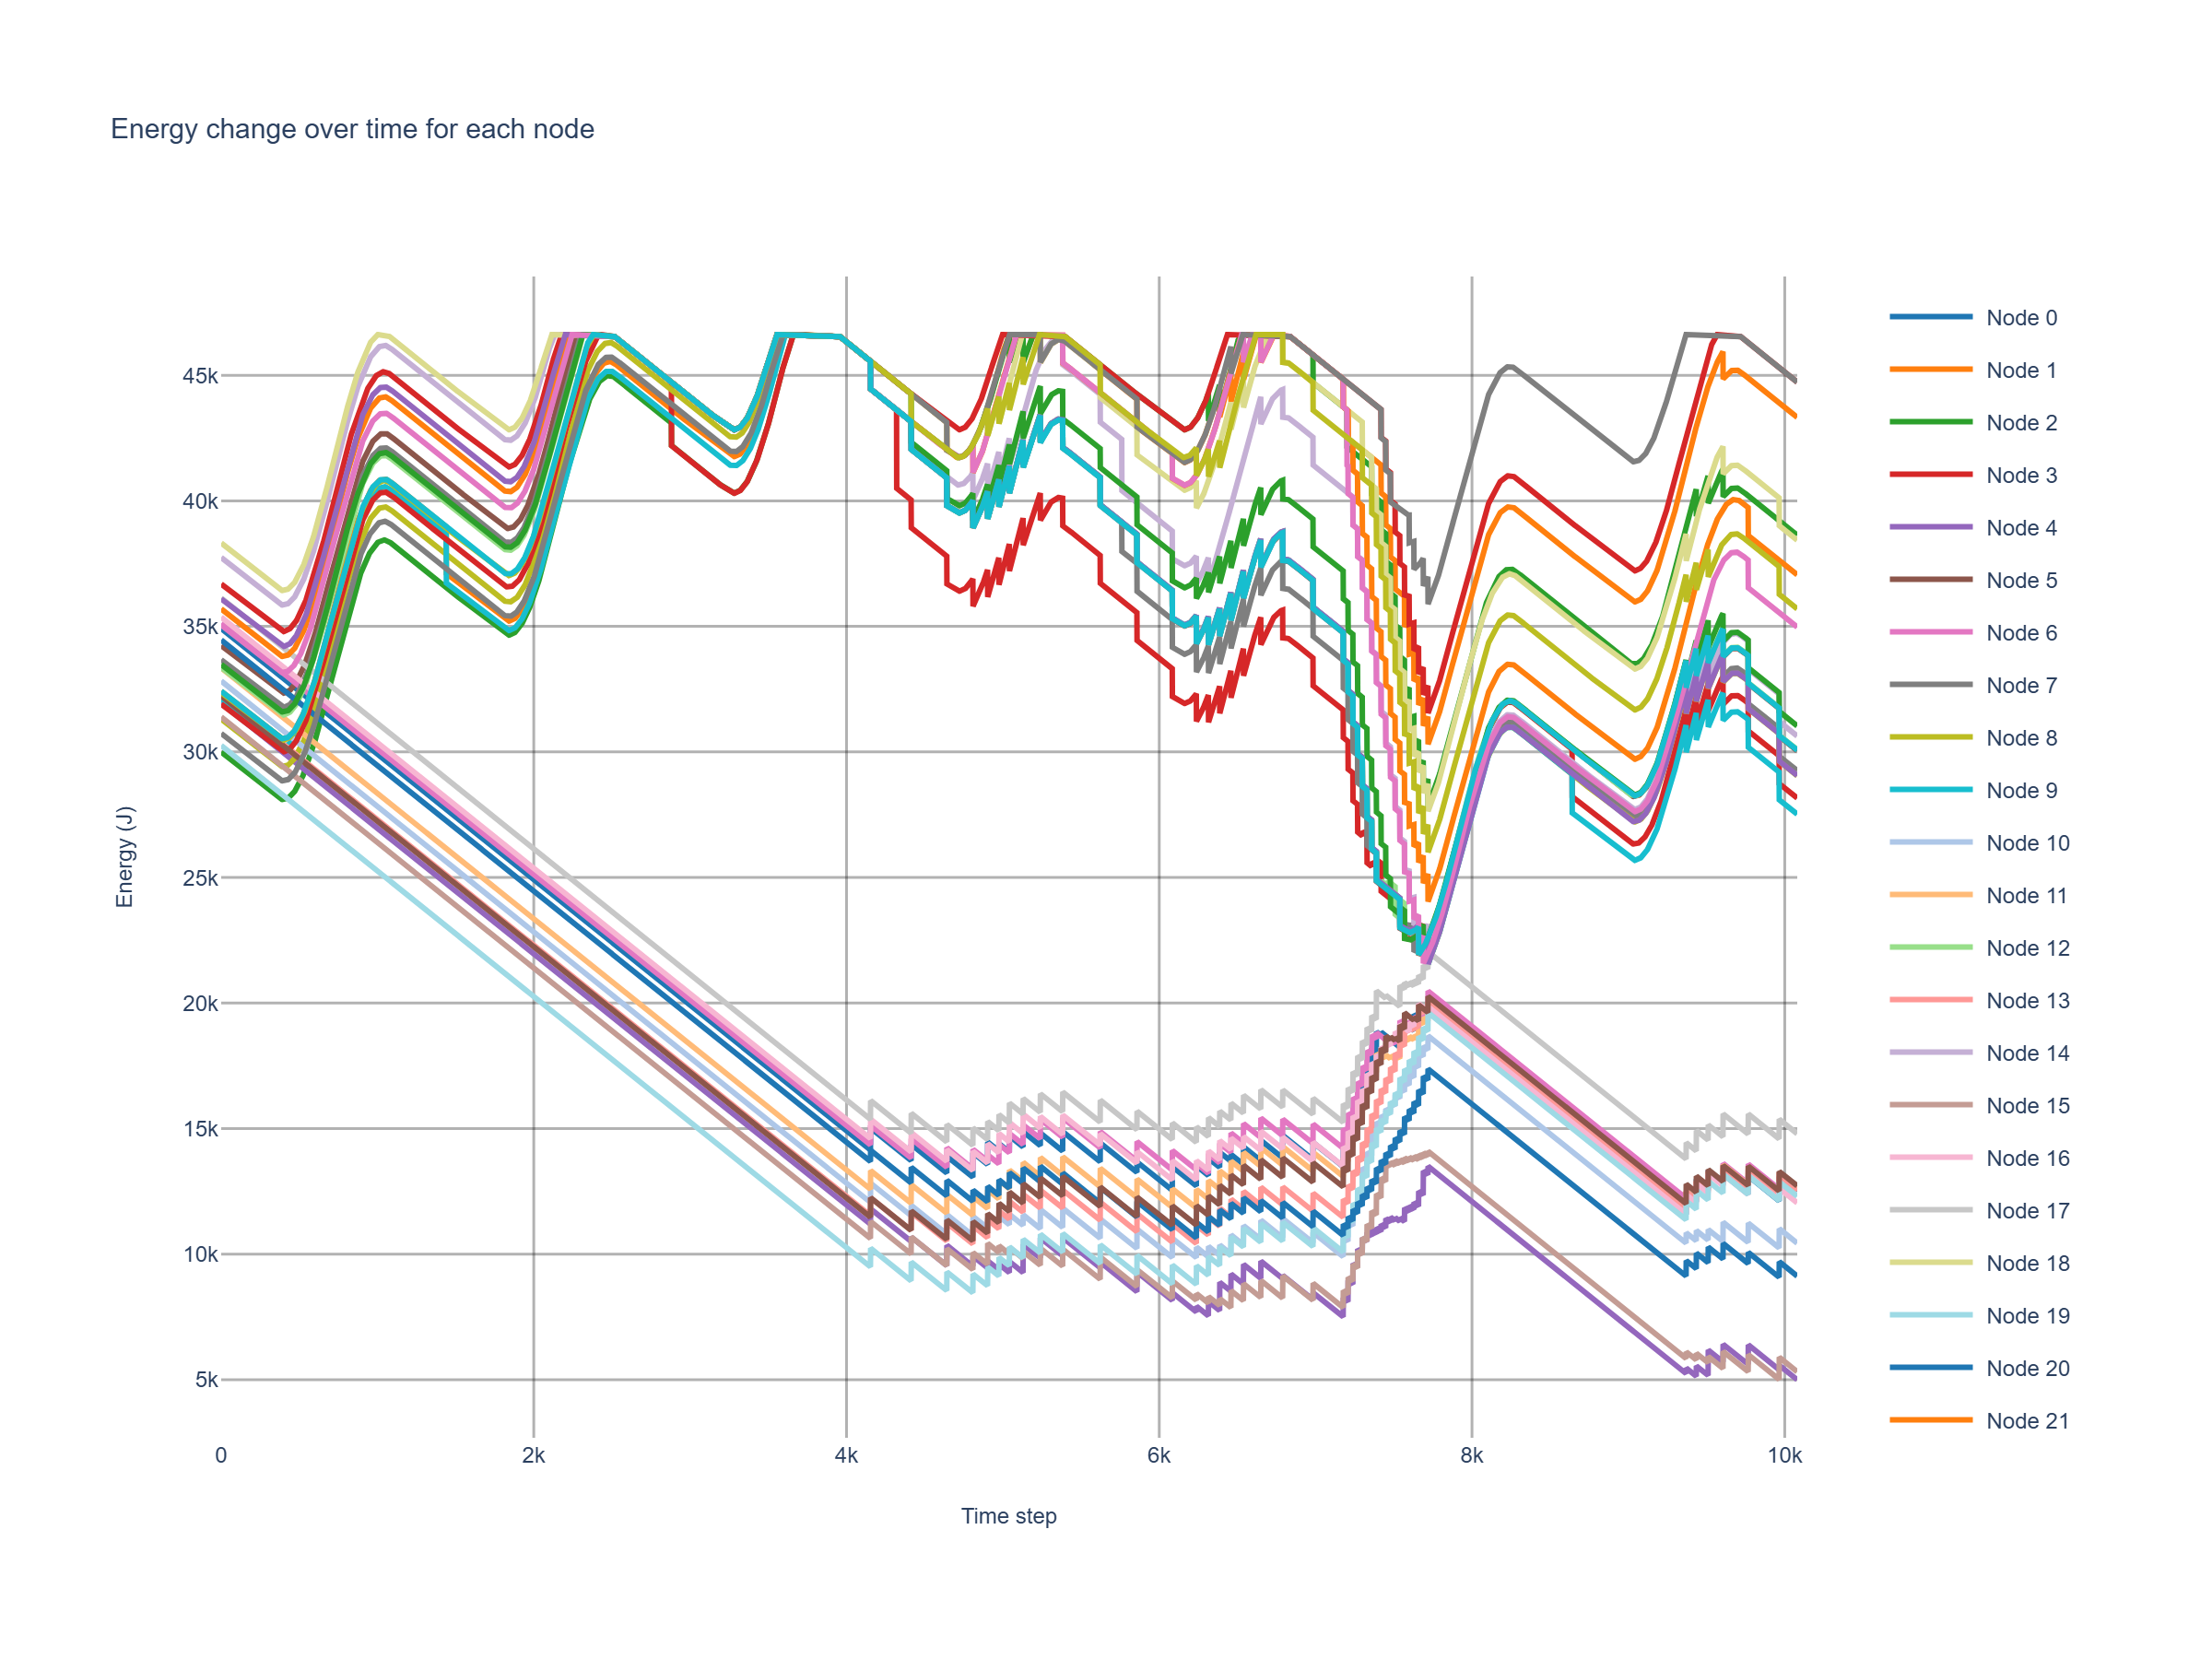 Energy change over time for each node
45k
40k
35k
30k
25k
20k
15k
10k
5k
Energy (J)
0
2k
4k
6k
8k
10k
Time step
Node 0
Node 1
Node 2
Node 3
Node 4
Node 5
Node 6
Node 7
Node 8
Node 9
Node 10
Node 11
Node 12
Node 13
Node 14
Node 15
Node 16
Node 17
Node 18
Node 19
Node 20
Node 21